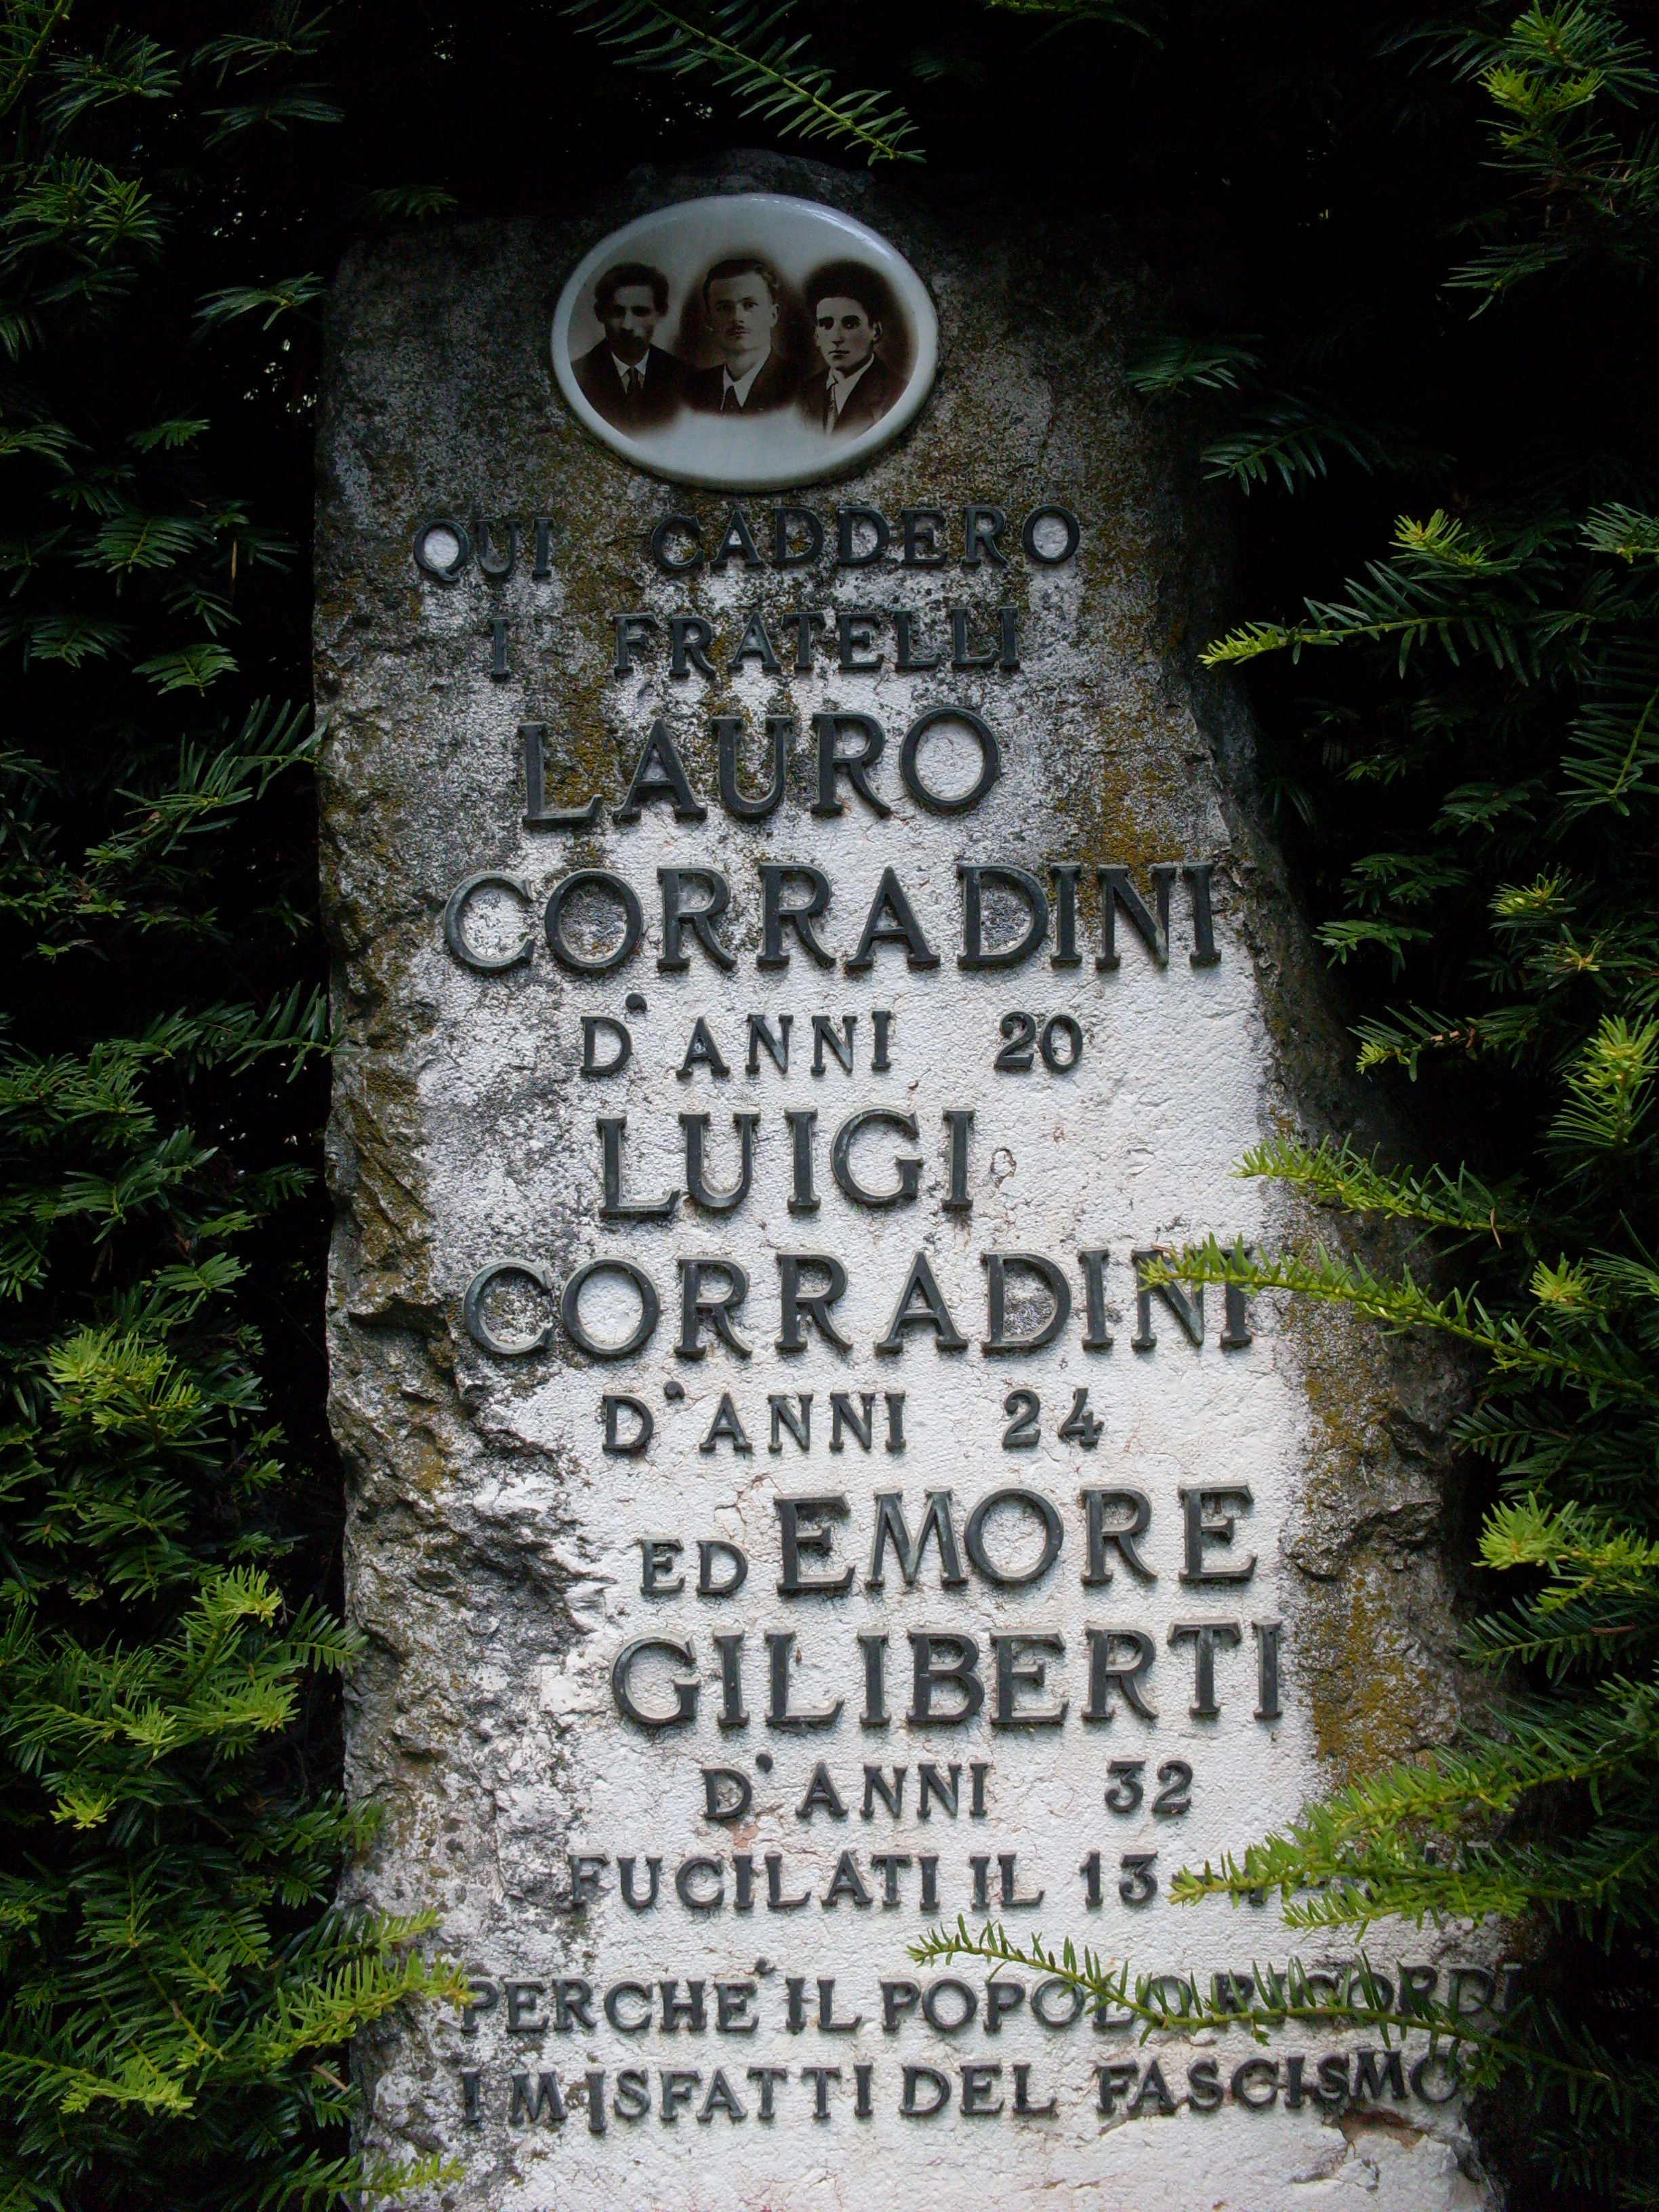 QUI CADDERO
I FRATELLI
LAURO
CORRADINI
D'ANNI 20
LUIGI
CORRADINI
D'ANNI 24
ED EMORE
GILIBERTI
D'ANNI 32
FUCILATI IL 13
PERCHE' IL POPOLO RICORDI
I MISFATTI DEL FASCISMO